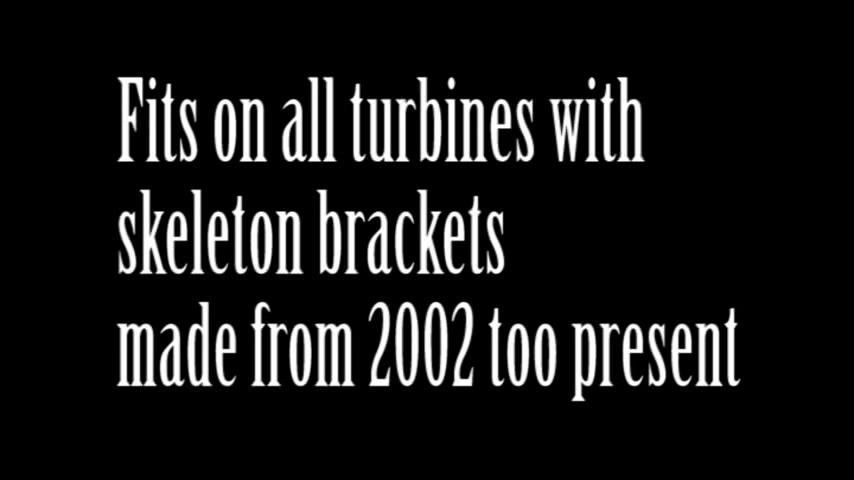 Fits on all turbines with
skeleton brackets
made from 2002 too present